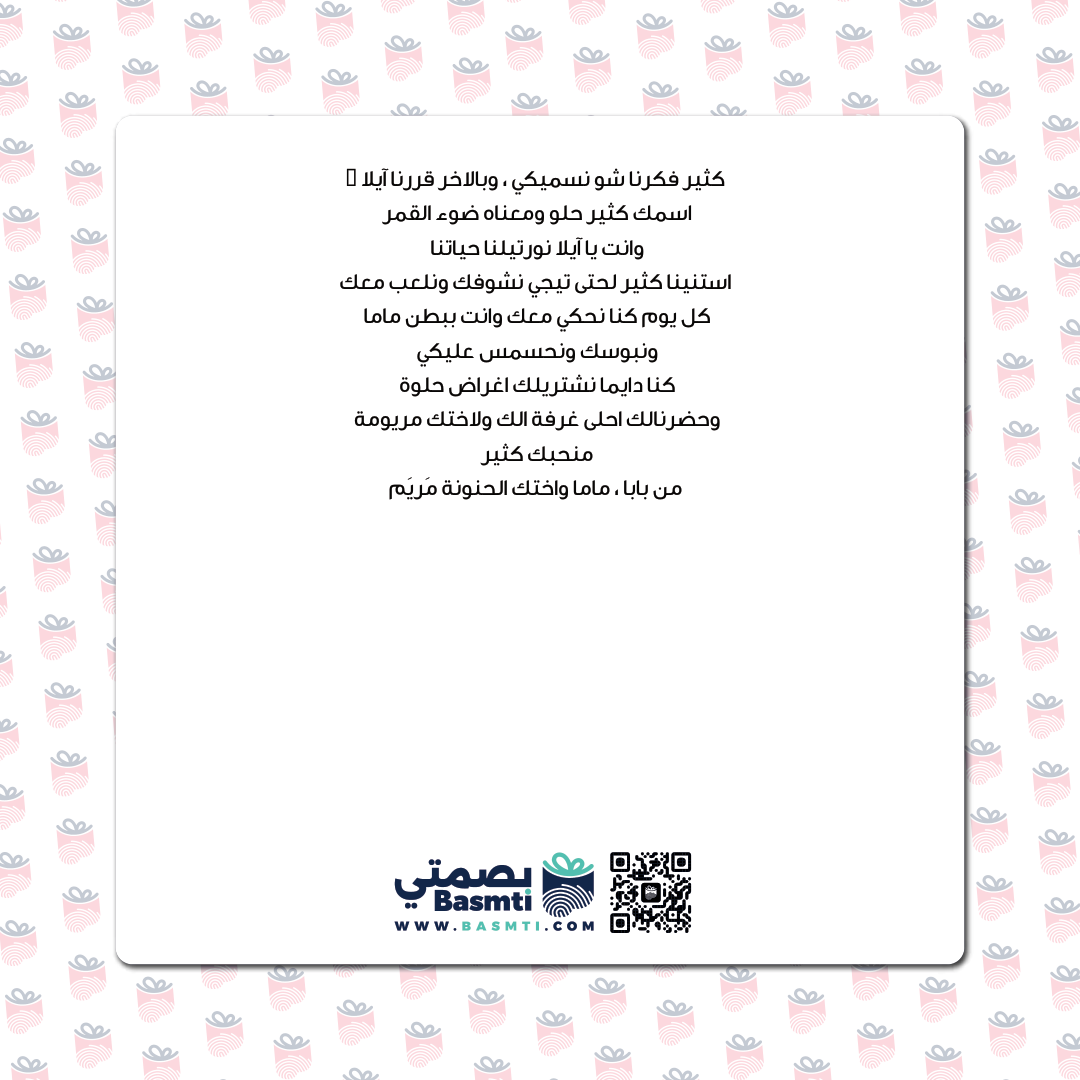 كثير فكرنا شو نسميكي ، وبالاخر قررنا آيلا
اسمك كثير حلو ومعناه ضوء القمر
وانت يا آيلا نورتيلنا حياتنا
استنينا كثير لحتى تيجي نشوفك ونلعب معك
كل يوم كنا نحكي معك وانت ببطن ماما
ونبوسك ونحسمس عليكي
كنا دايما نشتريلك اغراض حلوة
وحضرنالك احلى غرفة الك ولاختك مريومة
منحبك كثير
من بابا ، ماما واختك الحنونة مَريَم
بصمتي
Basmti
WWW.BASMTI.COM